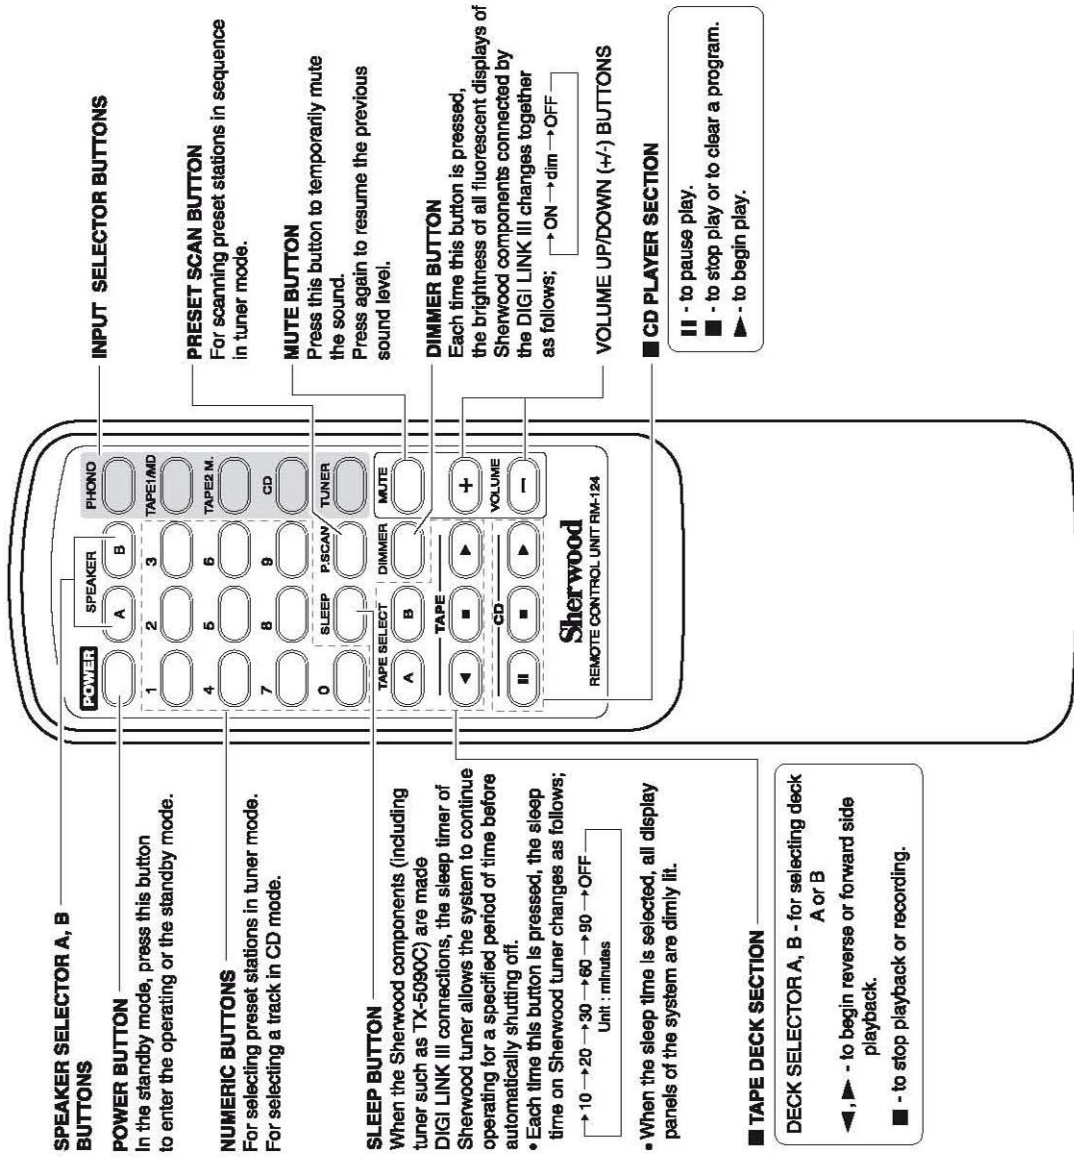 SPEAKER SELECTOR A, B
BUTTONS
POWER BUTTON
In the standby mode, press this button
to enter the operating or the standby mode.
NUMERIC BUTTONS
For selecting preset stations in tuner mode.
For selecting a track in CD mode.
SLEEP BUTTON
When the Sherwood components (including
tuner such as TX-5090C) are made
DIGI LINK III connections, the sleep timer of
Sherwood tuner allows the system to continue
operating for a specified period of time before
automatically shutting off.
• Each time this button is pressed, the sleep
time on Sherwood tuner changes as follows;
→10→20→30→60→90→OFF
Unit : minutes
• When the sleep time is selected, all display
panels of the system are dimly lit.
■ TAPE DECK SECTION
DECK SELECTOR A, B - for selecting deck
A or B
◄,► - to begin reverse or forward side
playback.
■ - to stop playback or recording.
POWER
SPEAKER
A B
PHONO
1 2 3
TAPE1/MD
4 5 6
TAPE2 M.
7 8 9
CD
0 SLEEP P.SCAN TUNER
TAPE SELECT DIMMER MUTE
A B
TAPE
◄ ■ ► +
CD VOLUME
II ■ ► −
Sherwood
REMOTE CONTROL UNIT RM-124
INPUT SELECTOR BUTTONS
PRESET SCAN BUTTON
For scanning preset stations in sequence
in tuner mode.
MUTE BUTTON
Press this button to temporarily mute
the sound.
Press again to resume the previous
sound level.
DIMMER BUTTON
Each time this button is pressed,
the brightness of all fluorescent displays of
Sherwood components connected by
the DIGI LINK III changes together
as follows;
→ON→dim→OFF
VOLUME UP/DOWN (+/-) BUTTONS
■ CD PLAYER SECTION
II - to pause play.
■ - to stop play or to clear a program.
► - to begin play.